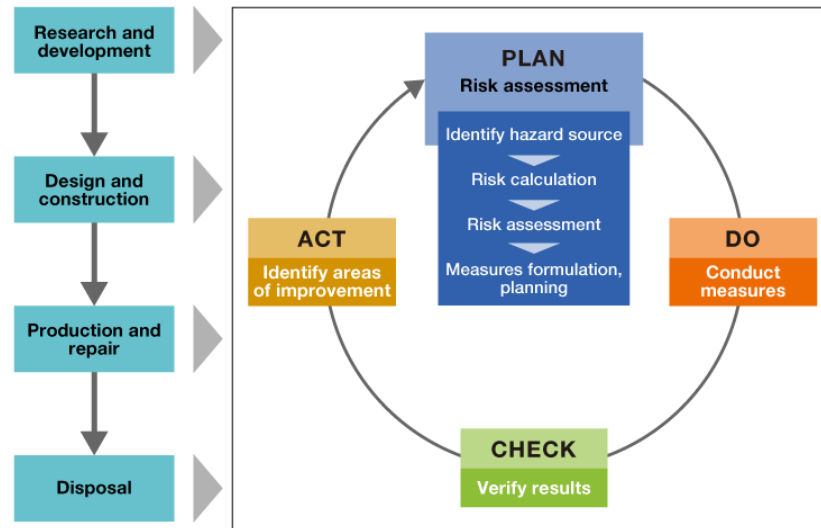 Research and
development
Design and
construction
Production and
repair
Disposal
PLAN
Risk assessment
Identify hazard source
Risk calculation
Risk assessment
Measures formulation,
planning
DO
Conduct
measures
CHECK
Verify results
ACT
Identify areas
of improvement